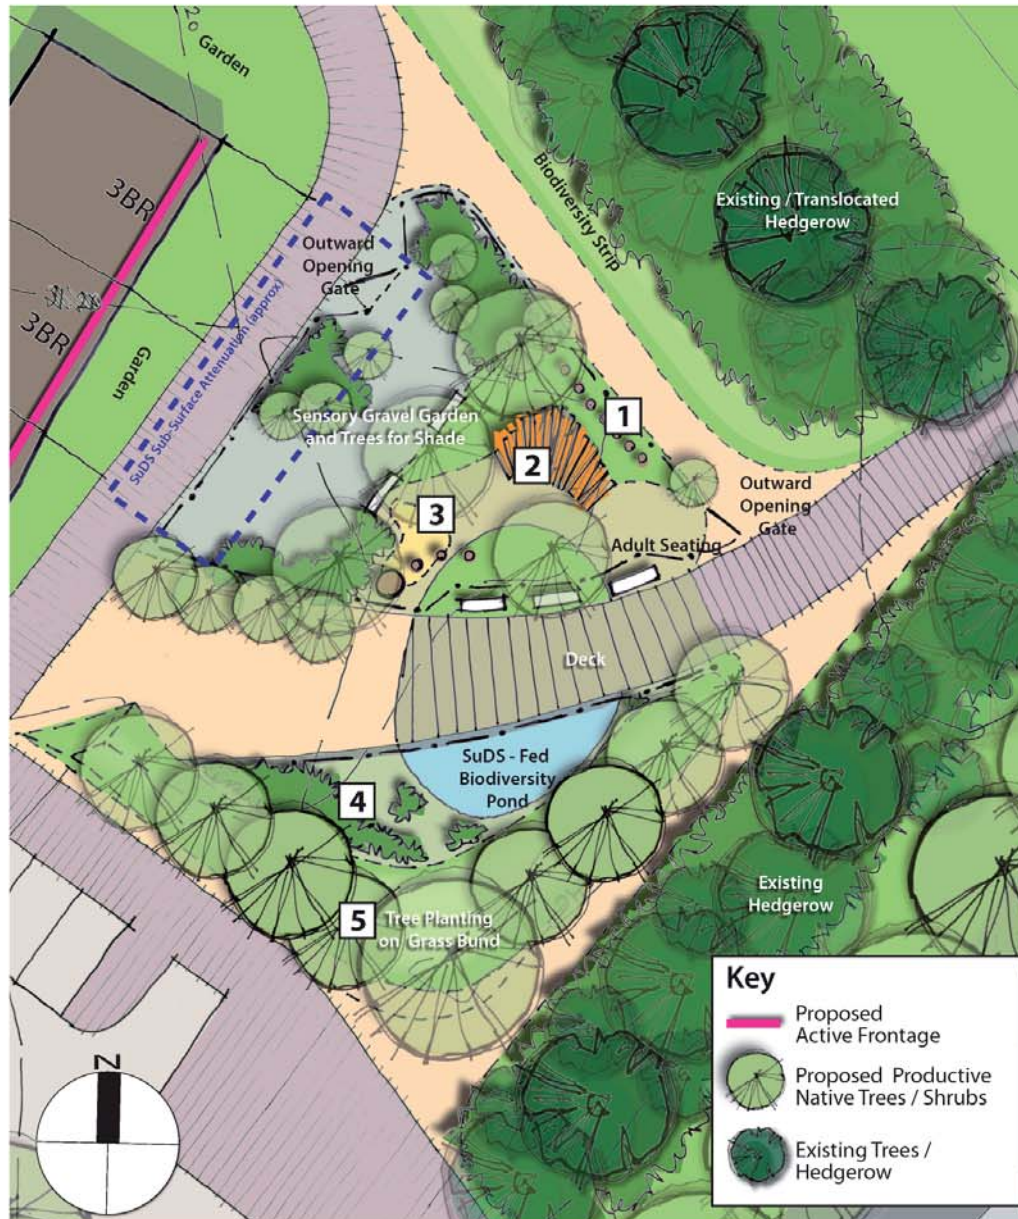 20 Garden
3BR
3BR
Garden
SuDS Sub-Surface Attenuation (approx)
Outward
Opening
Gate
Biodiversity Strip
Existing / Translocated
Hedgerow
Sensory Gravel Garden
and Trees for Shade
1
2
3
Outward
Opening
Gate
Adult Seating
Deck
SuDS - Fed
Biodiversity
Pond
4
5
Tree Planting
on Grass Bund
Existing
Hedgerow
Key
Proposed
Active Frontage
Proposed Productive
Native Trees / Shrubs
Existing Trees /
Hedgerow
N